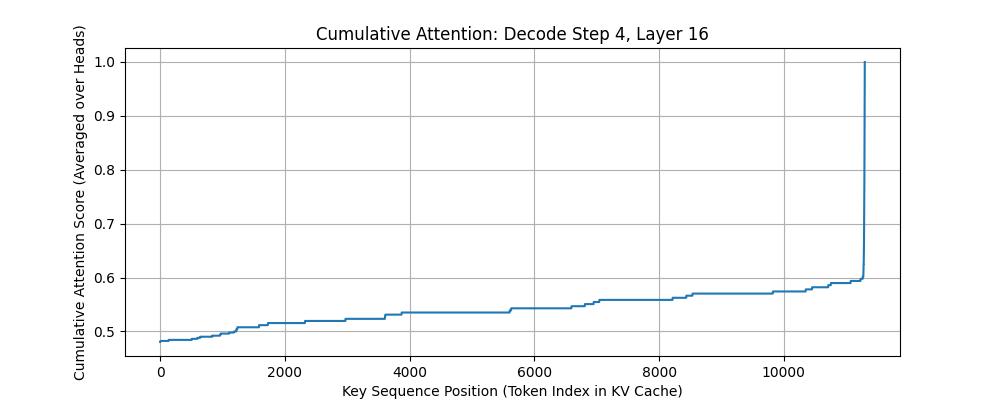 Cumulative Attention: Decode Step 4, Layer 16
Cumulative Attention Score (Averaged over Heads)
1.0
0.9
0.8
0.7
0.6
0.5
0 2000 4000 6000 8000 10000
Key Sequence Position (Token Index in KV Cache)